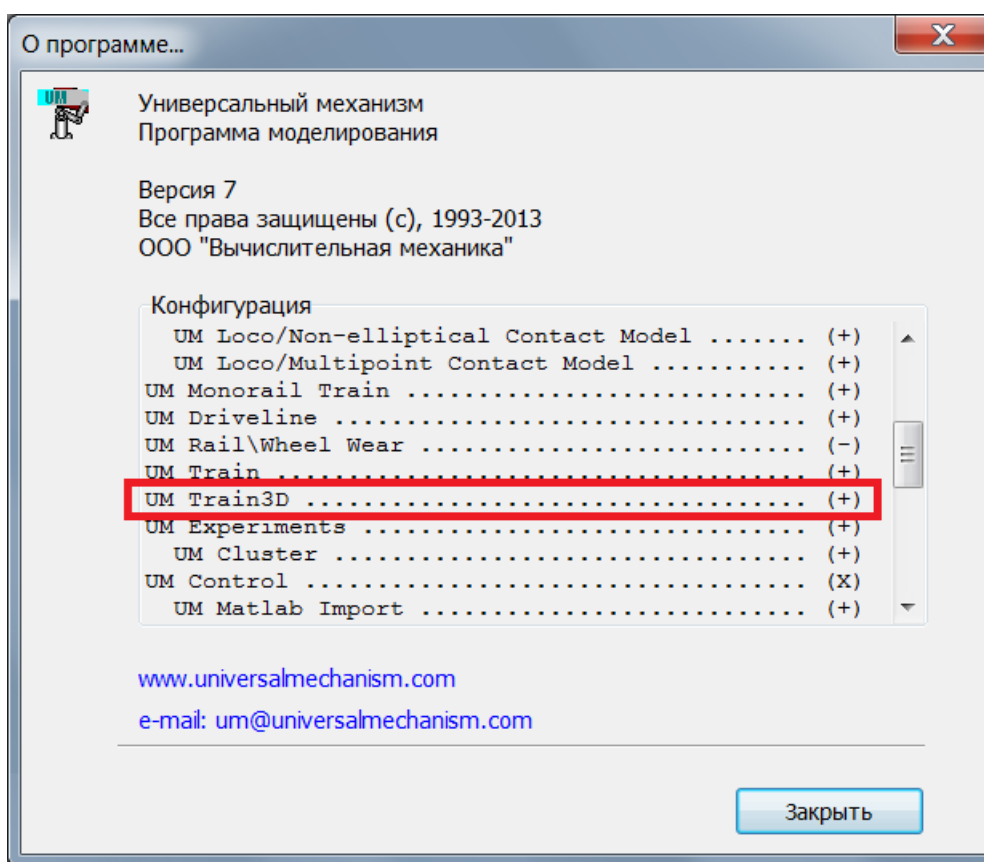 О программе...
UM
Универсальный механизм
Программа моделирования
Версия 7
Все права защищены (c), 1993-2013
ООО "Вычислительная механика"
Конфигурация
UM Loco/Non-elliptical Contact Model ....... (+)
UM Loco/Multipoint Contact Model ........... (+)
UM Monorail Train ............................ (+)
UM Driveline .................................. (+)
UM Rail\Wheel Wear ........................... (-)
UM Train ...................................... (+)
UM Train3D ................................... (+)
UM Experiments ............................... (+)
UM Cluster ................................. (+)
UM Control ................................... (X)
UM Matlab Import ........................... (+)
www.universalmechanism.com
e-mail: um@universalmechanism.com
Закрыть